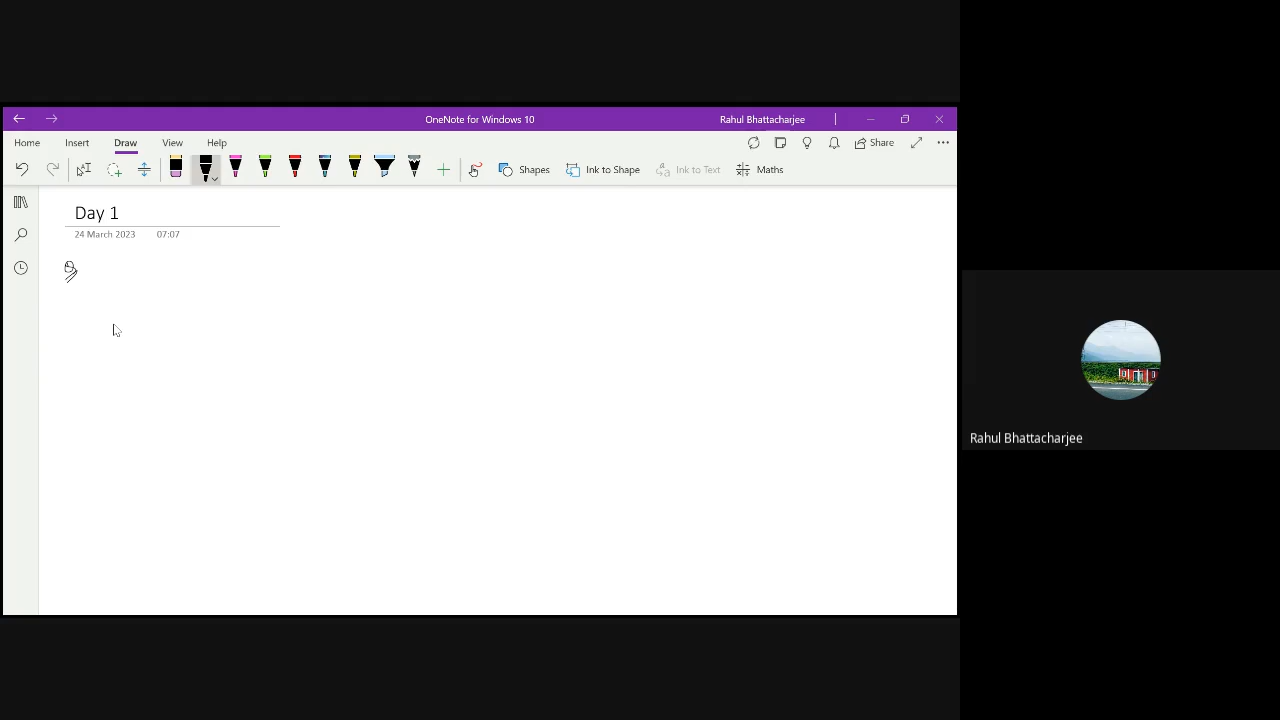 OneNote for Windows 10
Rahul Bhattacharjee
Home Insert Draw View Help
Share
Shapes Ink to Shape Ink to Text Maths
Day 1
24 March 2023 07:07
Rahul Bhattacharjee